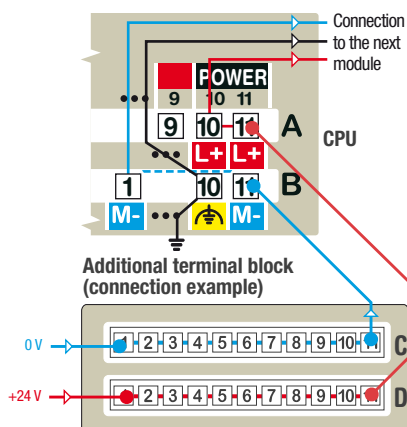 Connection
to the next
module
POWER
••• 9 10 11
9 10 11 A
CPU
••• L+ L+
1 10 11 B
M- ••• M-
Additional terminal block
(connection example)
0 V
1 2 3 4 5 6 7 8 9 10 11 C
+24 V
1 2 3 4 5 6 7 8 9 10 11 D